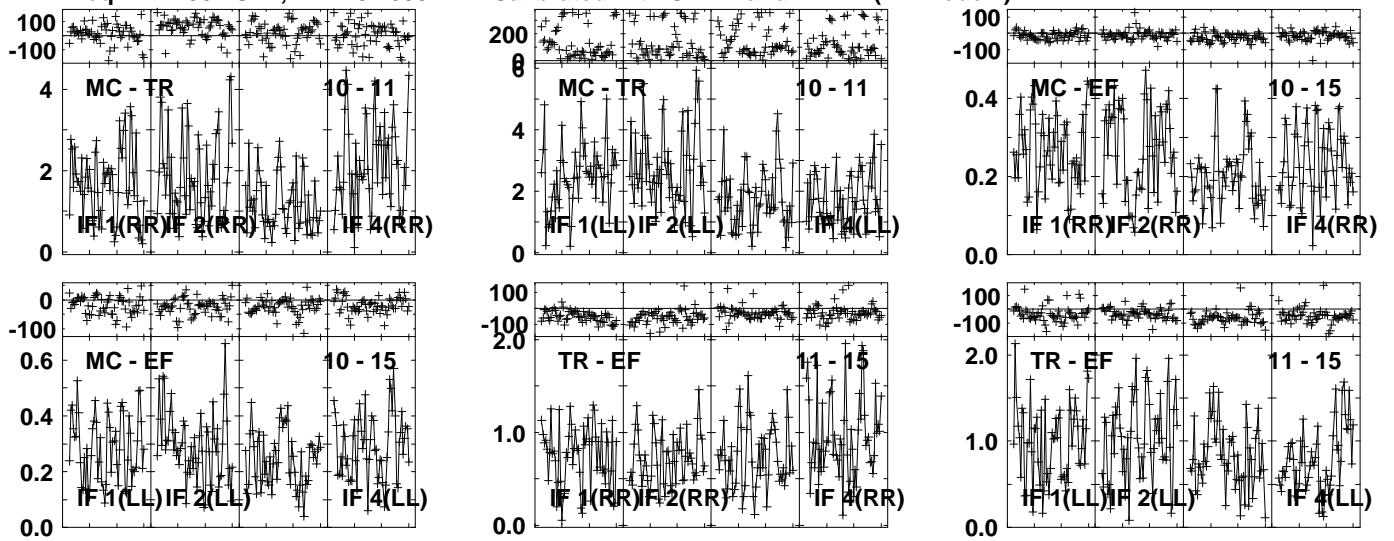 100
-100
MC - TR
10 - 11
4
2
0
IF 1(RR)
IF 2(RR)
IF 4(RR)
200
0
6
MC - TR
10 - 11
4
2
0
IF 1(LL)
IF 2(LL)
IF 4(LL)
100
-100
MC - EF
10 - 15
0.4
0.2
0.0
IF 1(RR)
IF 2(RR)
IF 4(RR)
0
-100
0.6
MC - EF
10 - 15
0.4
0.2
0.0
IF 1(LL)
IF 2(LL)
IF 4(LL)
100
-100
2.0
TR - EF
11 - 15
1.0
0.0
IF 1(RR)
IF 2(RR)
IF 4(RR)
100
-100
2.0
TR - EF
11 - 15
1.0
0.0
IF 1(LL)
IF 2(LL)
IF 4(LL)